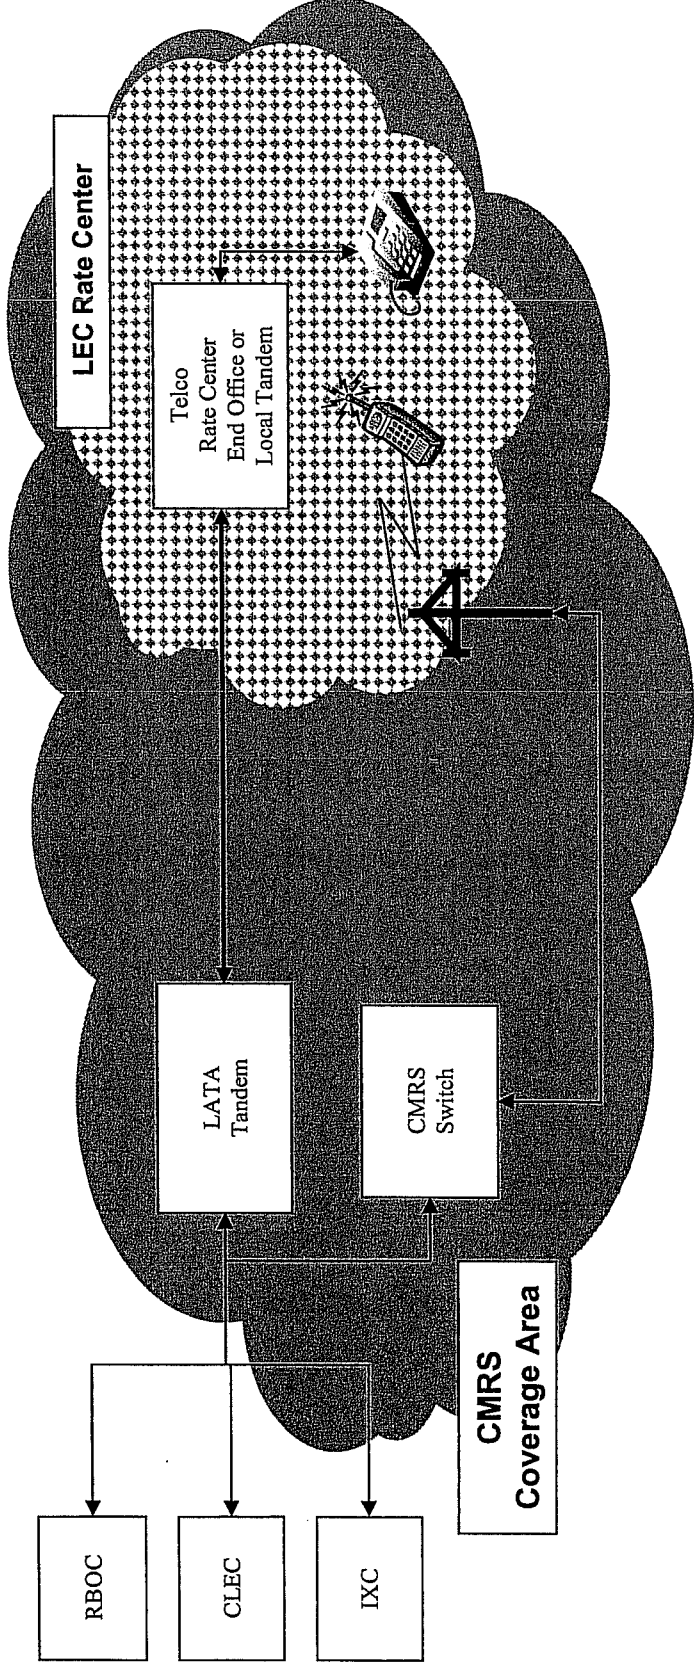 LEC Rate Center
Telco
Rate Center
End Office or
Local Tandem
LATA
Tandem
CMRS
Switch
RBOC
CLEC
IXC
CMRS
Coverage Area